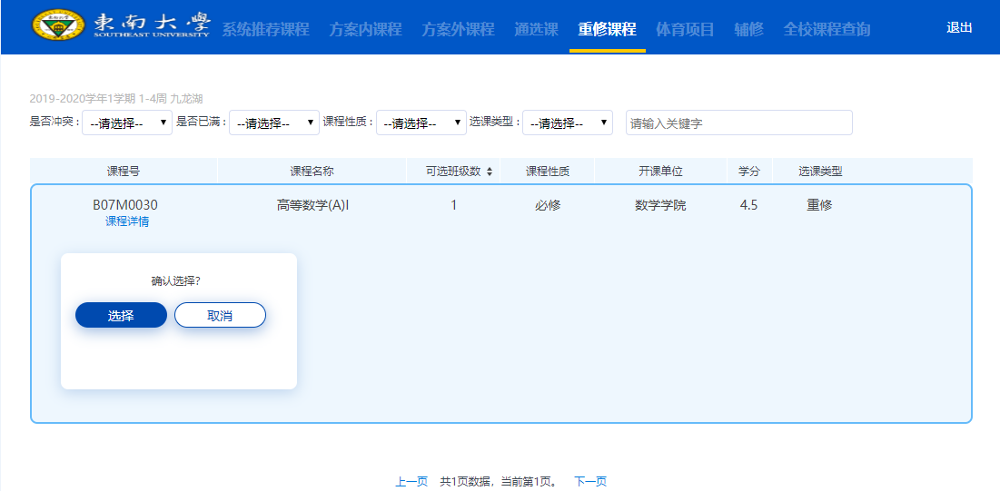 東南大學 系统推荐课程 方案内课程 方案外课程 通选课 重修课程 体育项目 辅修 全校课程查询 退出
SOUTHEAST UNIVERSITY
2019-2020学年1学期 1-4周 九龙湖
是否冲突 : --请选择-- 是否已满 : --请选择-- 课程性质 : --请选择-- 选课类型 : --请选择-- 请输入关键字
课程号 课程名称 可选班级数 课程性质 开课单位 学分 选课类型
B07M0030 高等数学(A)I 1 必修 数学学院 4.5 重修
课程详情
确认选择?
选择 取消
上一页 共1页数据，当前第1页。 下一页